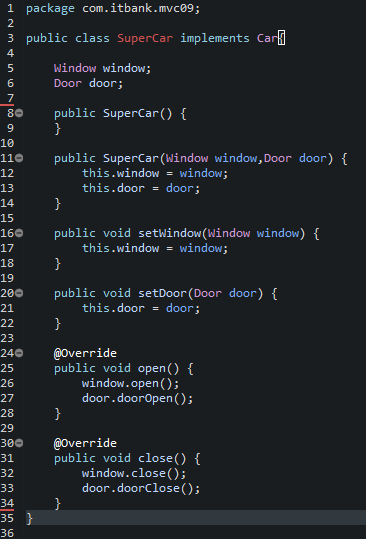 1 package com.itbank.mvc09;
2
3 public class SuperCar implements Car{
4
5     Window window;
6     Door door;
7
8     public SuperCar() {
9     }
10
11     public SuperCar(Window window,Door door) {
12         this.window = window;
13         this.door = door;
14     }
15
16     public void setWindow(Window window) {
17         this.window = window;
18     }
19
20     public void setDoor(Door door) {
21         this.door = door;
22     }
23
24     @Override
25     public void open() {
26         window.open();
27         door.doorOpen();
28     }
29
30     @Override
31     public void close() {
32         window.close();
33         door.doorClose();
34     }
35 }
36